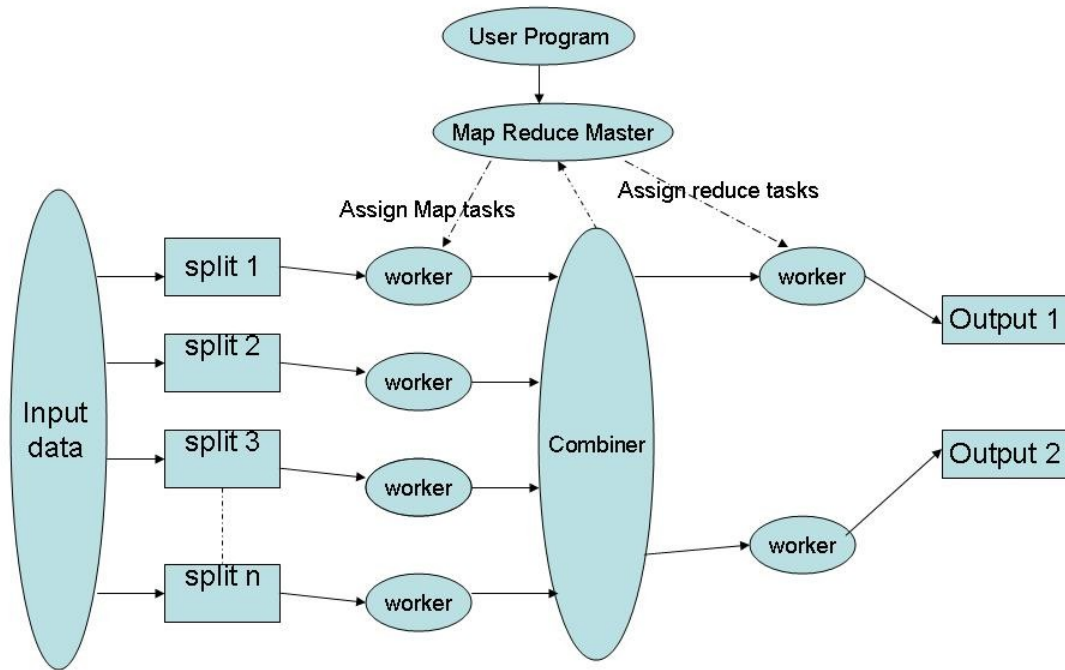 User Program
Map Reduce Master
Assign Map tasks
Assign reduce tasks
Input
data
split 1
split 2
split 3
split n
worker
worker
worker
worker
Combiner
worker
worker
Output 1
Output 2